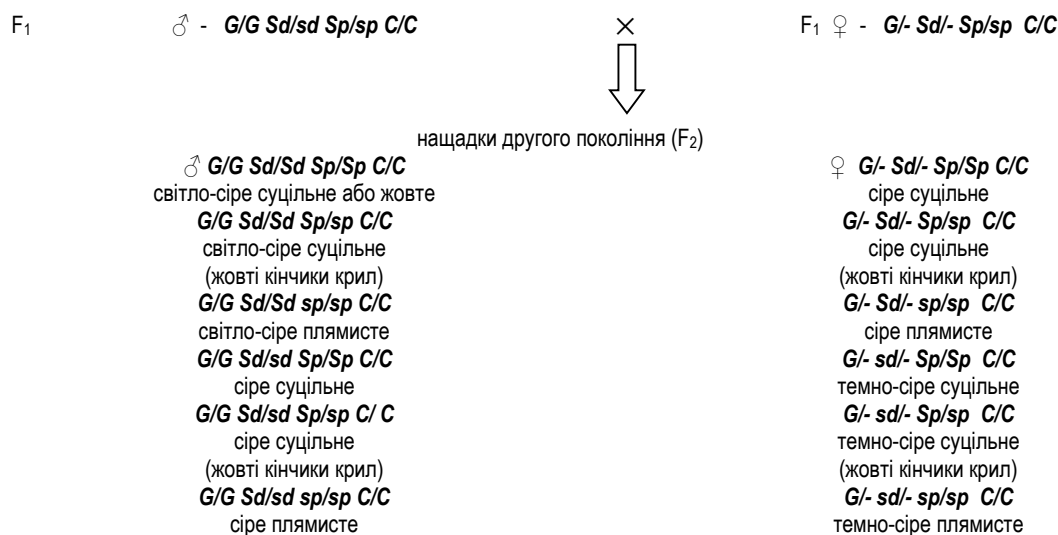 F1 ♂ - G/G Sd/sd Sp/sp C/C × F1 ♀ - G/- Sd/- Sp/sp C/C
нащадки другого покоління (F2)
♂ G/G Sd/Sd Sp/Sp C/C ♀ G/- Sd/- Sp/Sp C/C
світло-сіре суцільне або жовте сіре суцільне
G/G Sd/Sd Sp/sp C/C G/- Sd/- Sp/sp C/C
світло-сіре суцільне сіре суцільне
(жовті кінчики крил) (жовті кінчики крил)
G/G Sd/Sd sp/sp C/C G/- Sd/- sp/sp C/C
світло-сіре плямисте сіре плямисте
G/G Sd/sd Sp/Sp C/C G/- sd/- Sp/Sp C/C
сіре суцільне темно-сіре суцільне
G/G Sd/sd Sp/sp C/ C G/- sd/- Sp/sp C/C
сіре суцільне темно-сіре суцільне
(жовті кінчики крил) (жовті кінчики крил)
G/G Sd/sd sp/sp C/C G/- sd/- sp/sp C/C
сіре плямисте темно-сіре плямисте